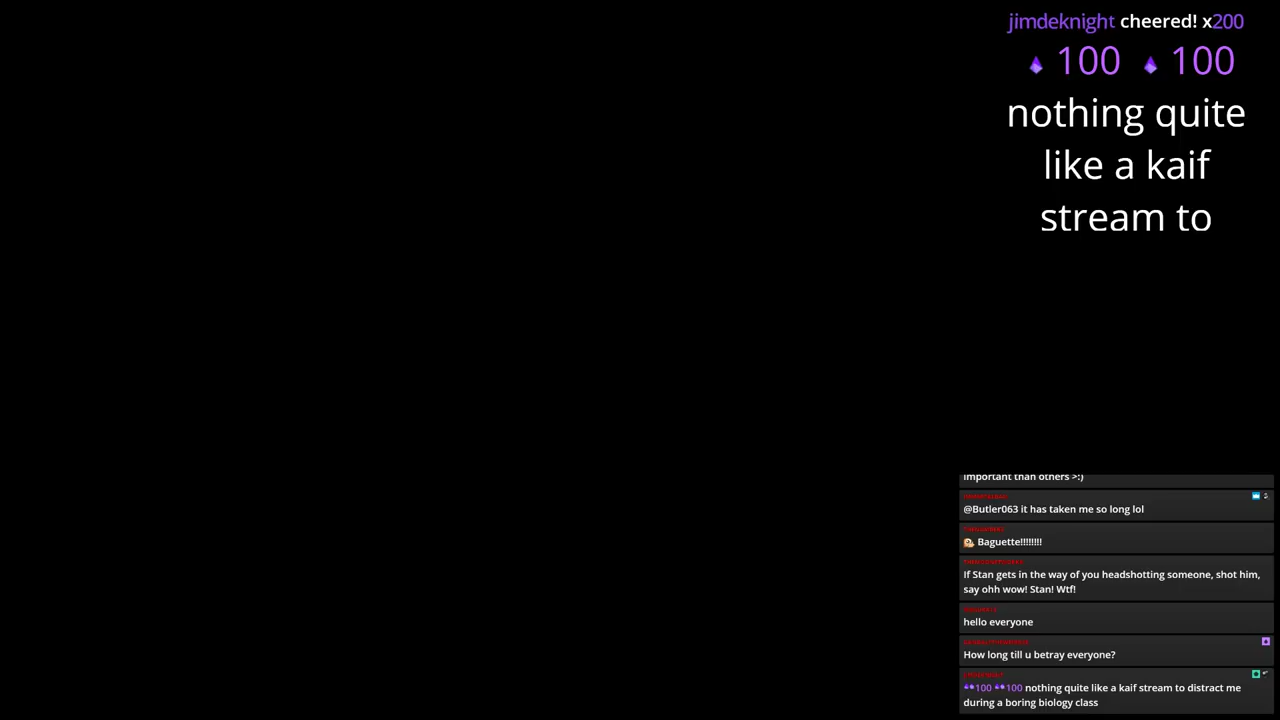 jimdeknight cheered! x200
100 100
nothing quite
like a kaif
stream to
important than others >:)
@Butler063 it has taken me so long lol
Baguette!!!!!!!!
If Stan gets in the way of you headshotting someone, shot him,
say ohh wow! Stan! Wtf!
hello everyone
How long till u betray everyone?
100 100 nothing quite like a kaif stream to distract me
during a boring biology class